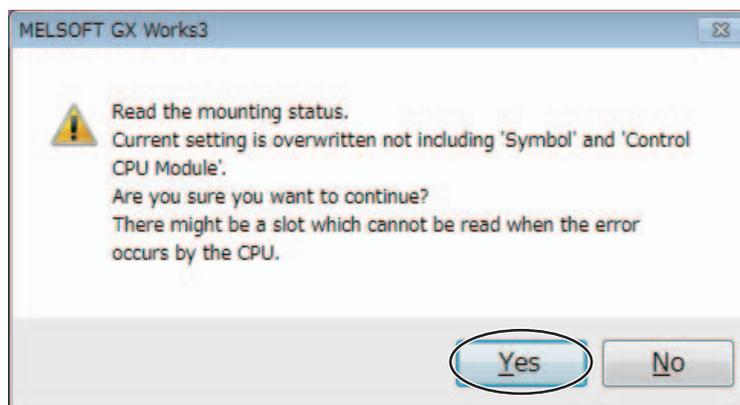 MELSOFT GX Works3
Read the mounting status.
Current setting is overwritten not including 'Symbol' and 'Control
CPU Module'.
Are you sure you want to continue?
There might be a slot which cannot be read when the error
occurs by the CPU.
Yes
No